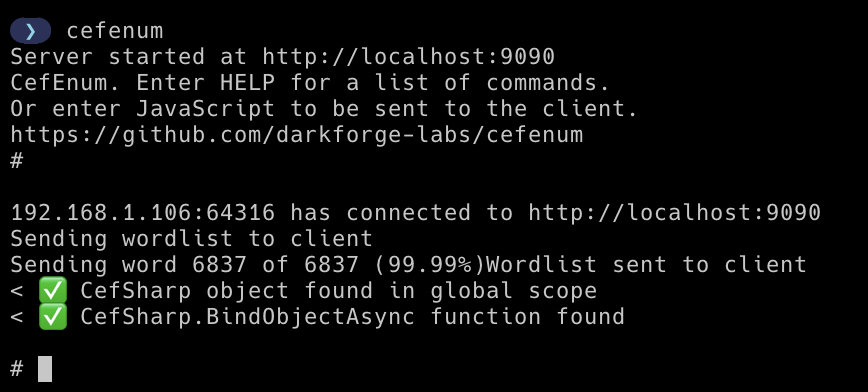 ❯ cefenum
Server started at http://localhost:9090
CefEnum. Enter HELP for a list of commands.
Or enter JavaScript to be sent to the client.
https://github.com/darkforge-labs/cefenum
#
192.168.1.106:64316 has connected to http://localhost:9090
Sending wordlist to client
Sending word 6837 of 6837 (99.99%)Wordlist sent to client
< ✅ CefSharp object found in global scope
< ✅ CefSharp.BindObjectAsync function found
#